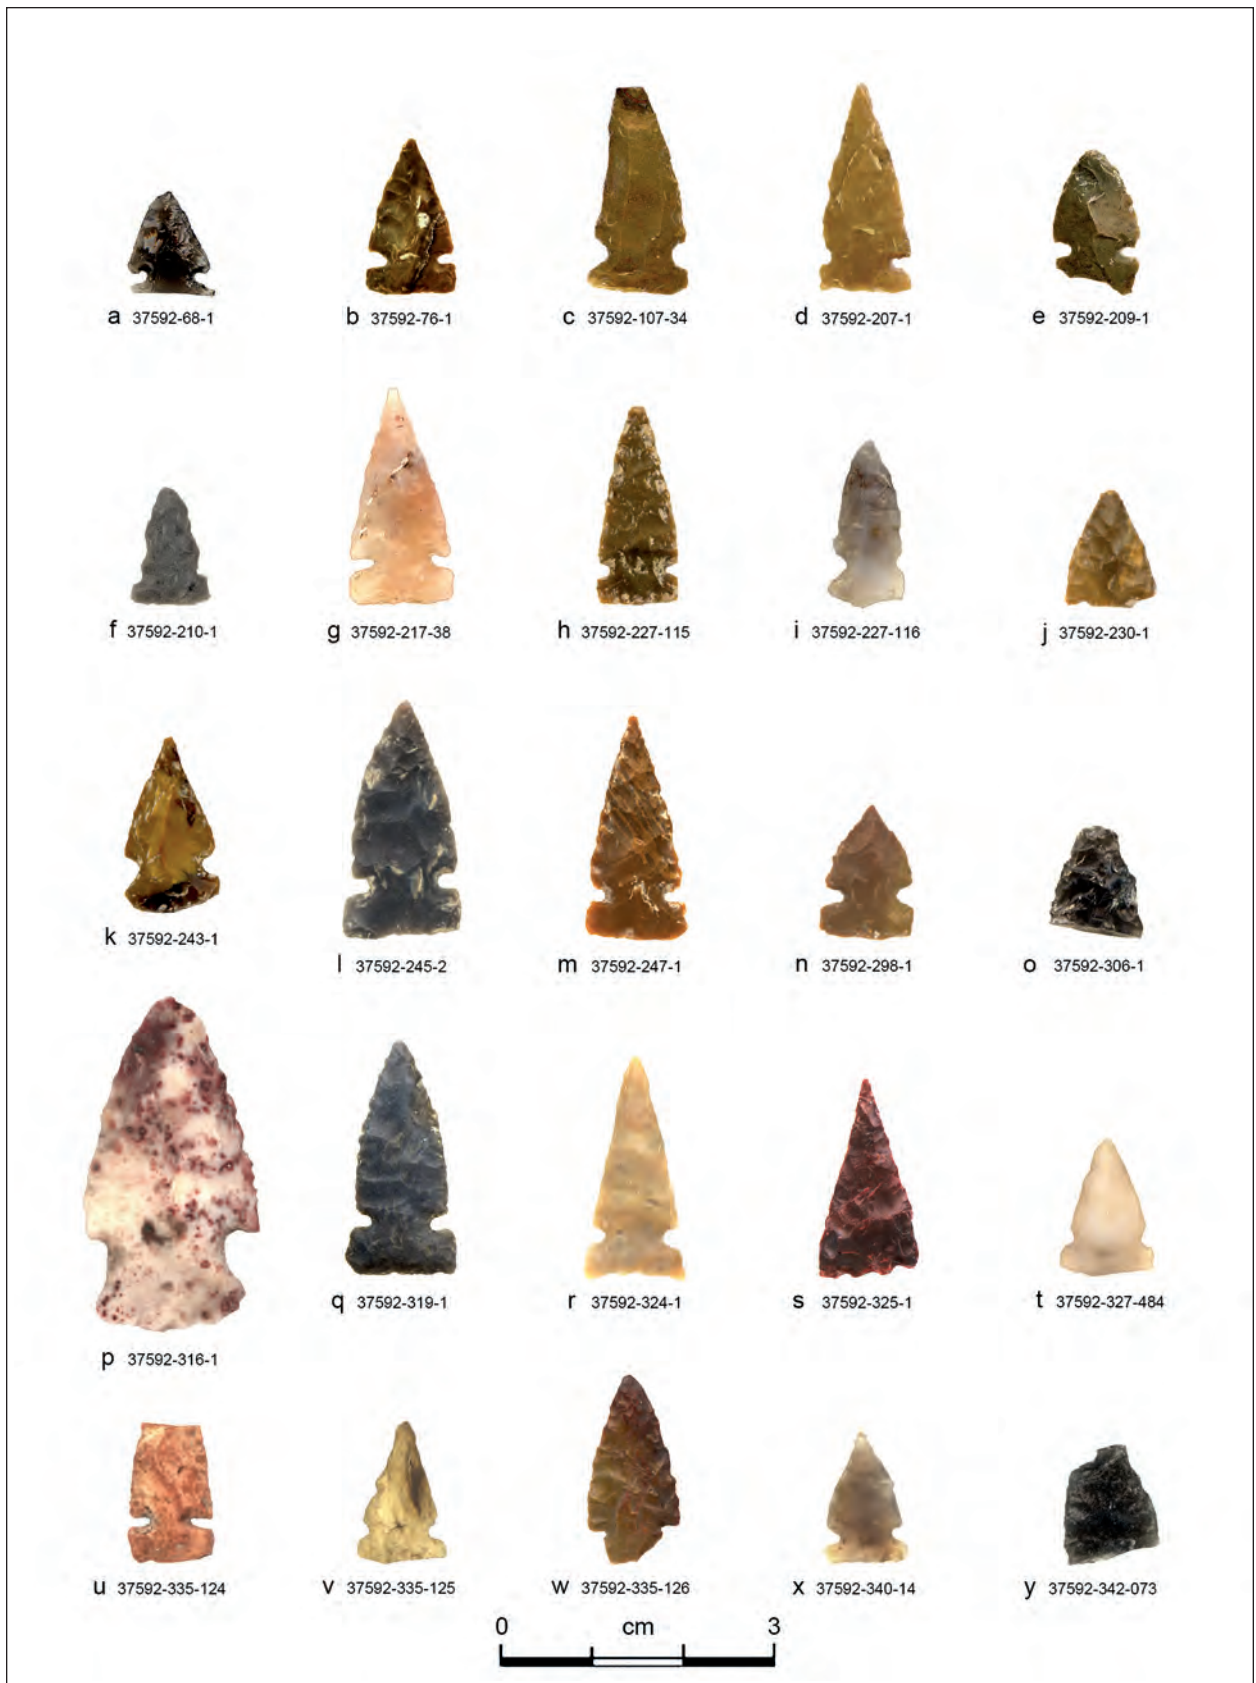 a 37592-68-1
b 37592-76-1
c 37592-107-34
d 37592-207-1
e 37592-209-1
f 37592-210-1
g 37592-217-38
h 37592-227-115
i 37592-227-116
j 37592-230-1
k 37592-243-1
l 37592-245-2
m 37592-247-1
n 37592-298-1
o 37592-306-1
p 37592-316-1
q 37592-319-1
r 37592-324-1
s 37592-325-1
t 37592-327-484
u 37592-335-124
v 37592-335-125
w 37592-335-126
x 37592-340-14
y 37592-342-073
0 cm 3